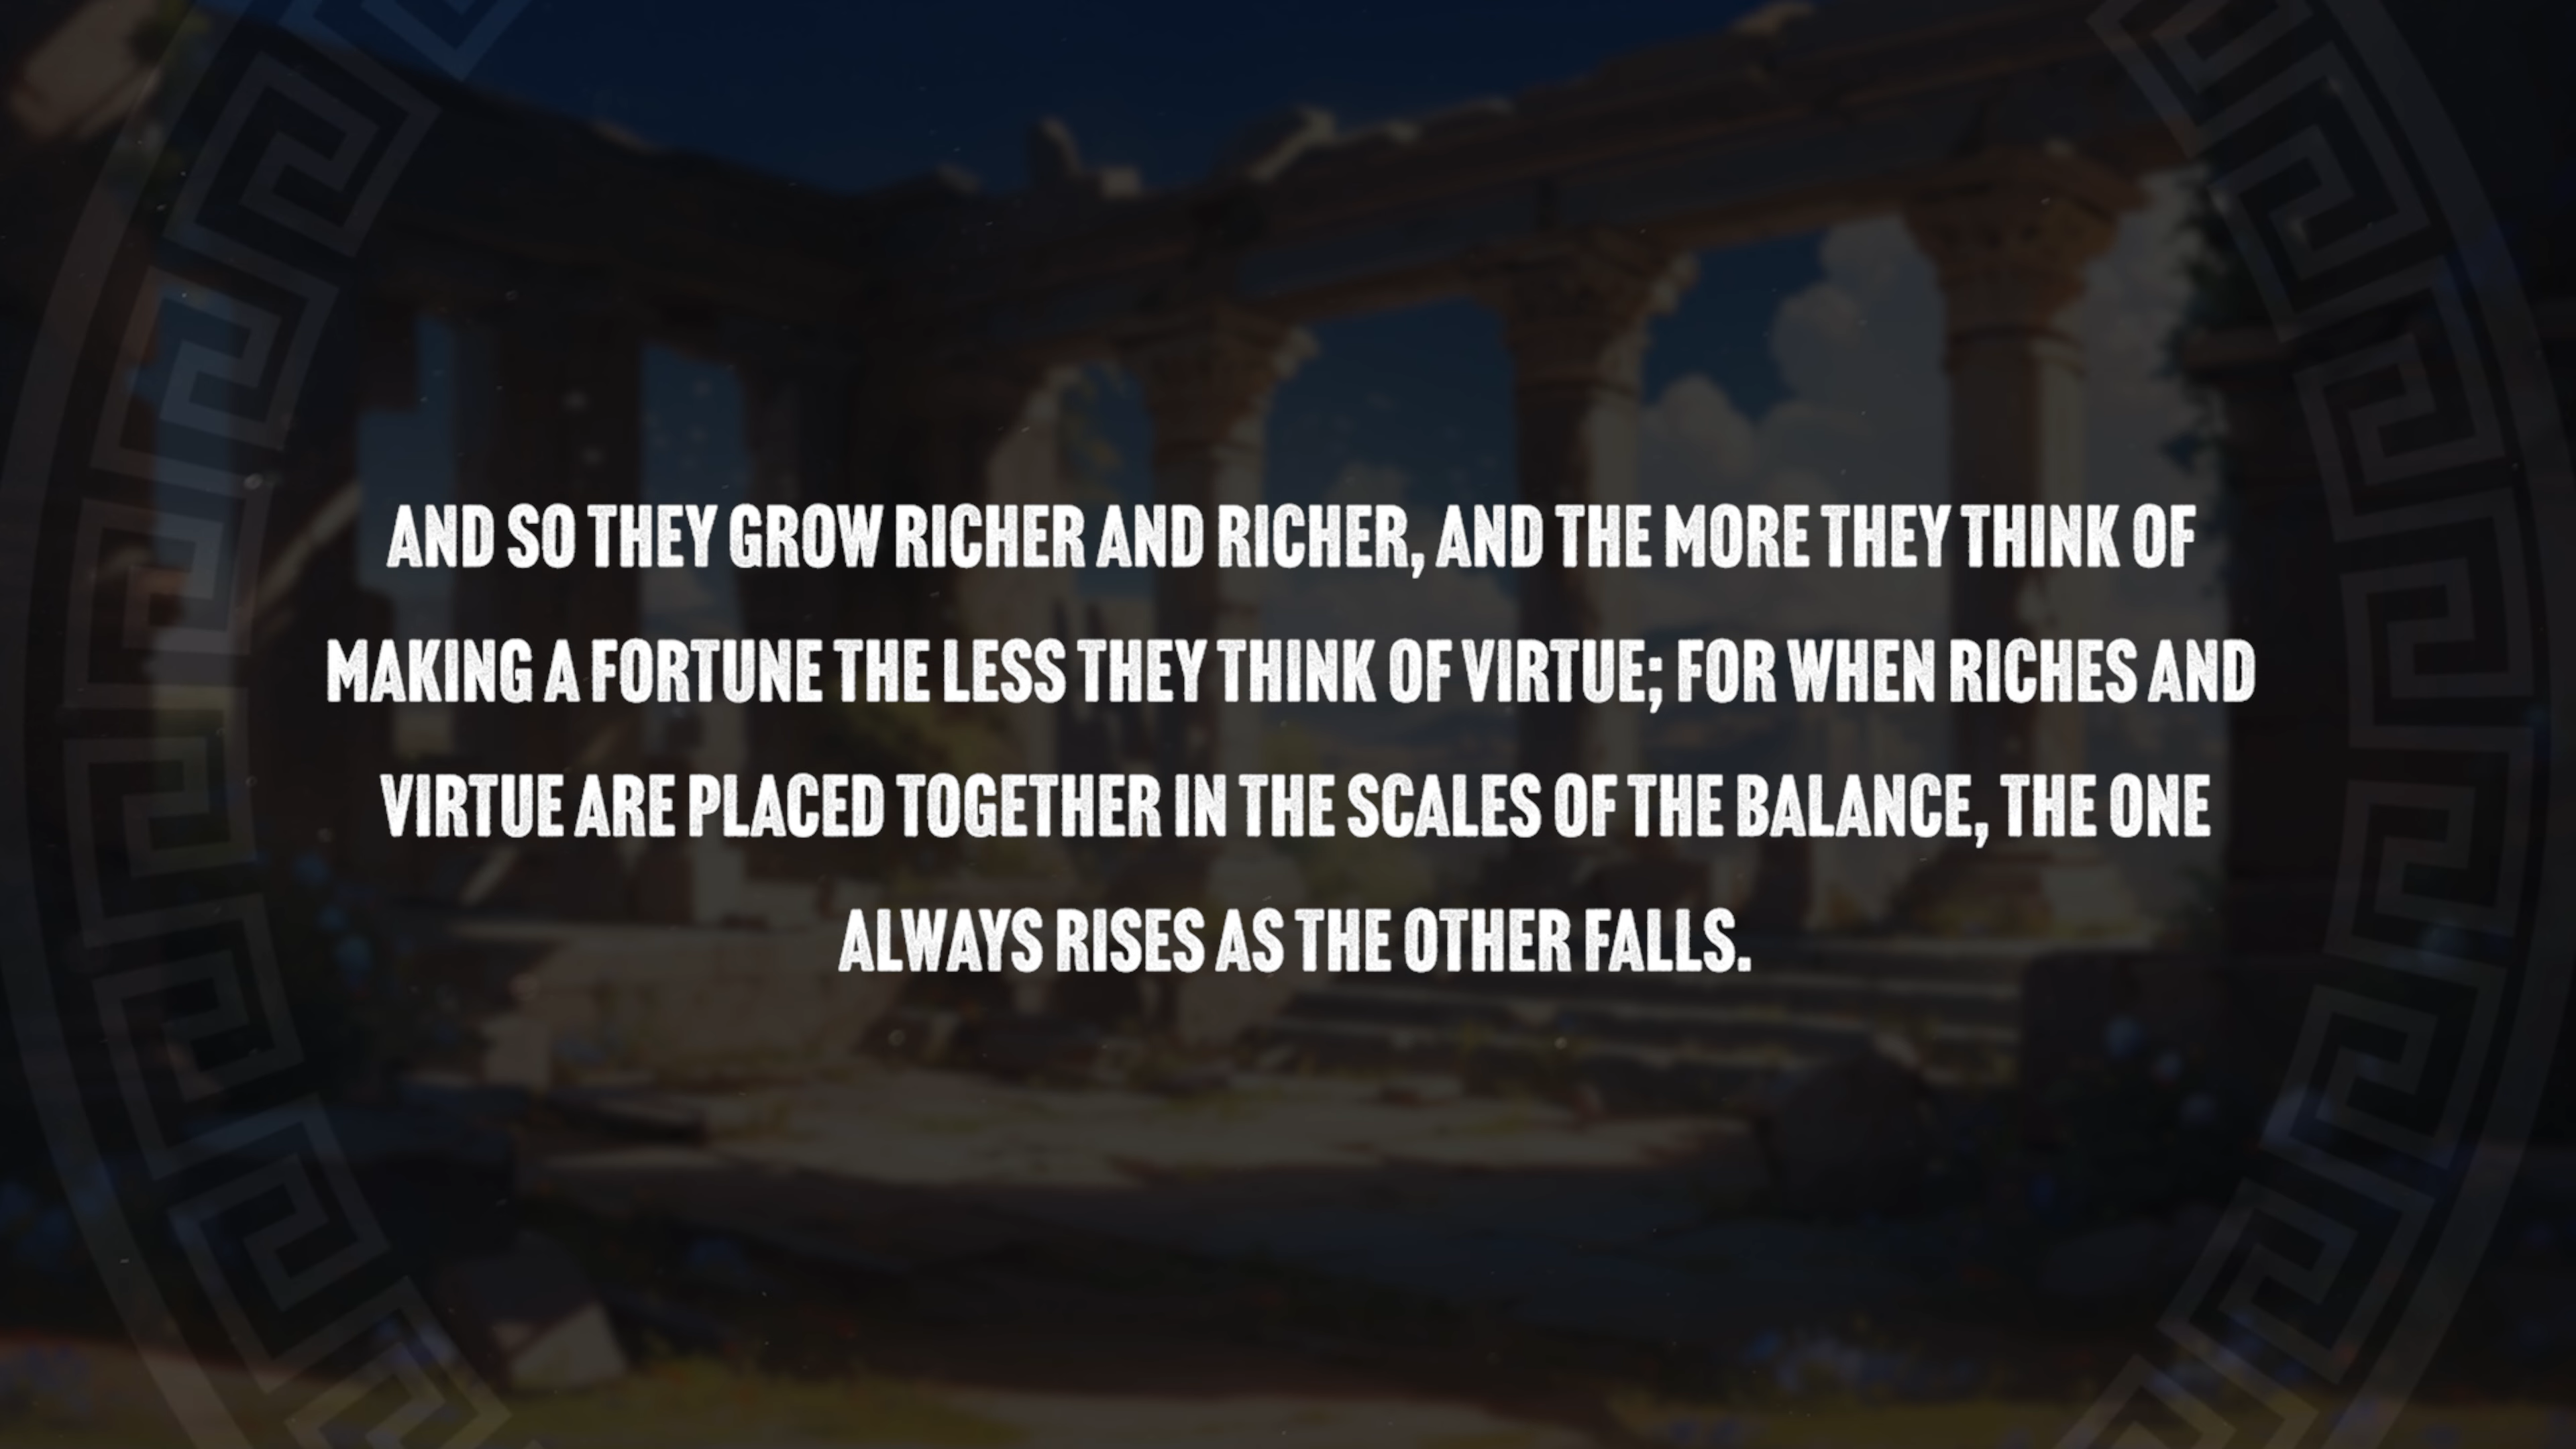 AND SO THEY GROW RICHER AND RICHER, AND THE MORE THEY THINK OF
MAKING A FORTUNE THE LESS THEY THINK OF VIRTUE; FOR WHEN RICHES AND
VIRTUE ARE PLACED TOGETHER IN THE SCALES OF THE BALANCE, THE ONE
ALWAYS RISES AS THE OTHER FALLS.